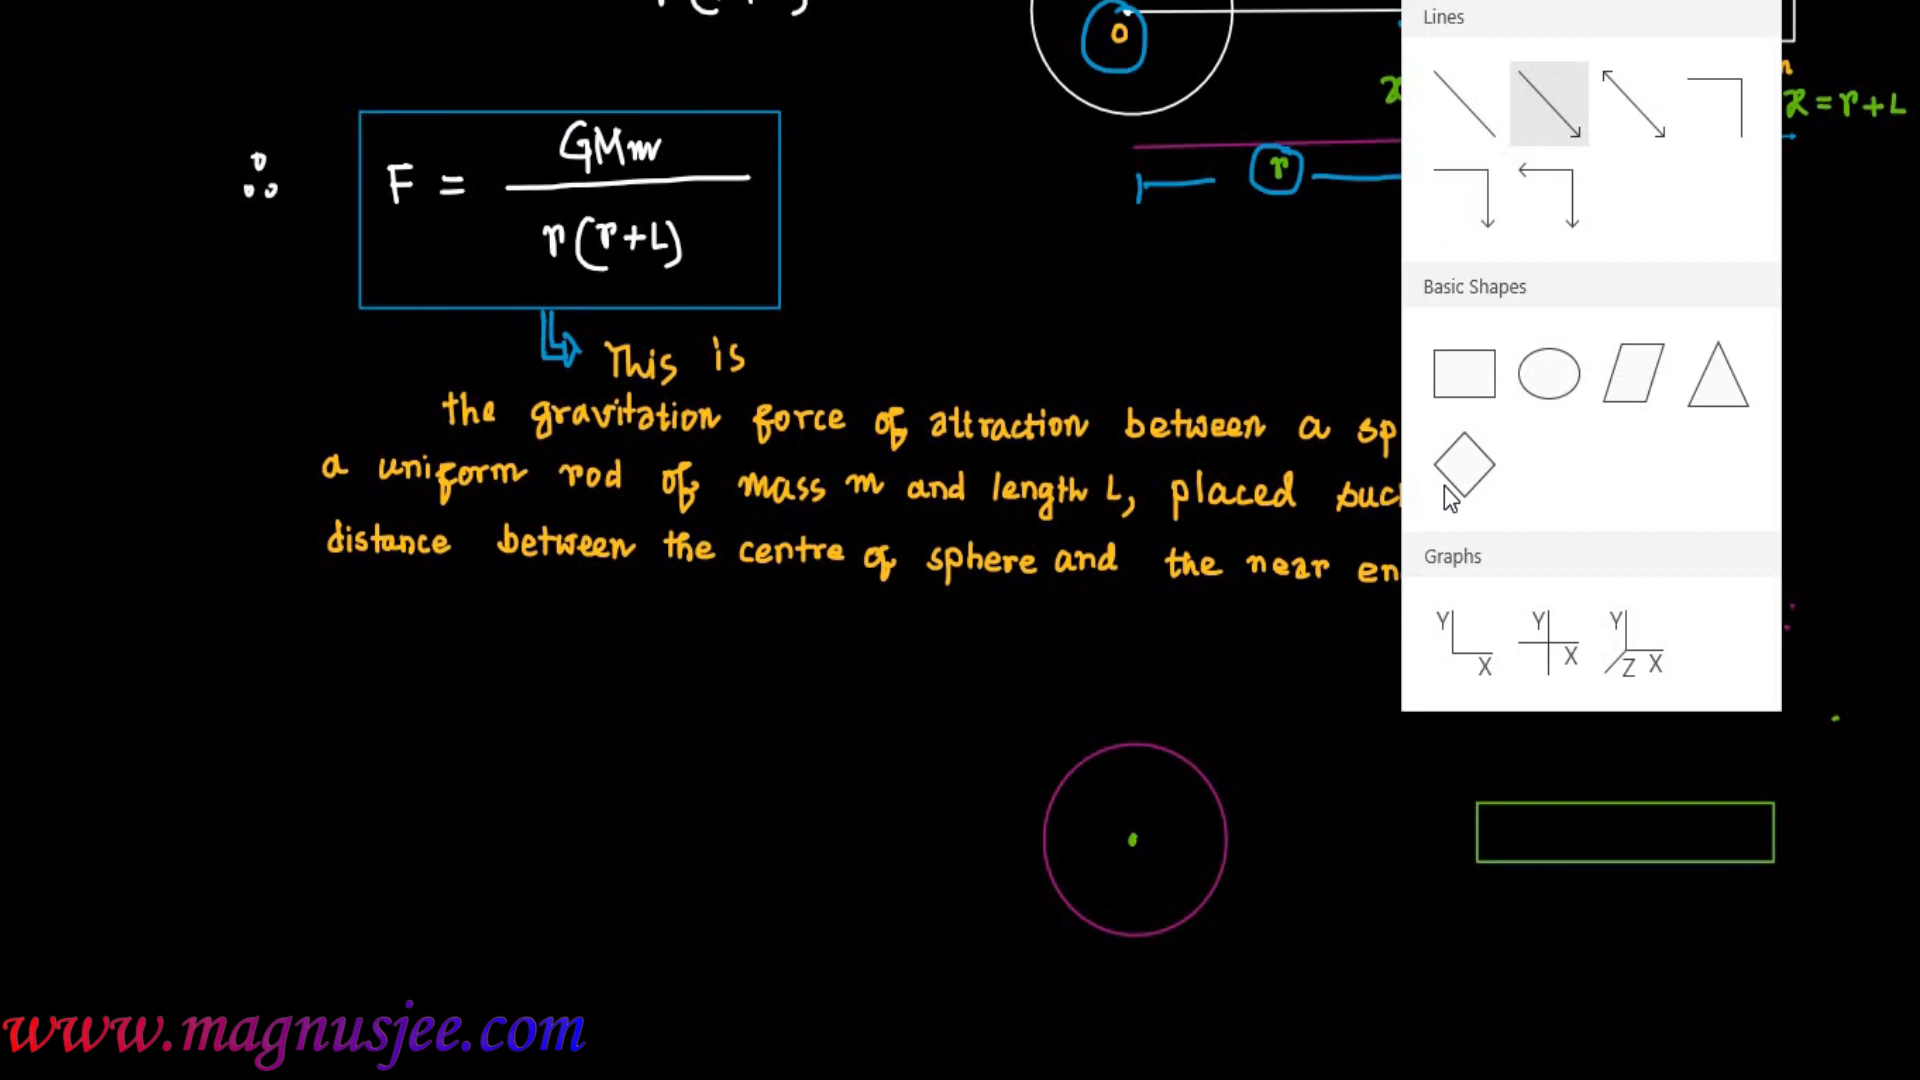 Lines
O
x = r + L
r
∴ F = GMm / r(r+L)
Basic Shapes
This is
the gravitation force of attraction between a sp
a uniform rod of mass m and length L, placed suc
distance between the centre of sphere and the near en
Graphs
Y X Y X Y Z X
www.magnusjee.com